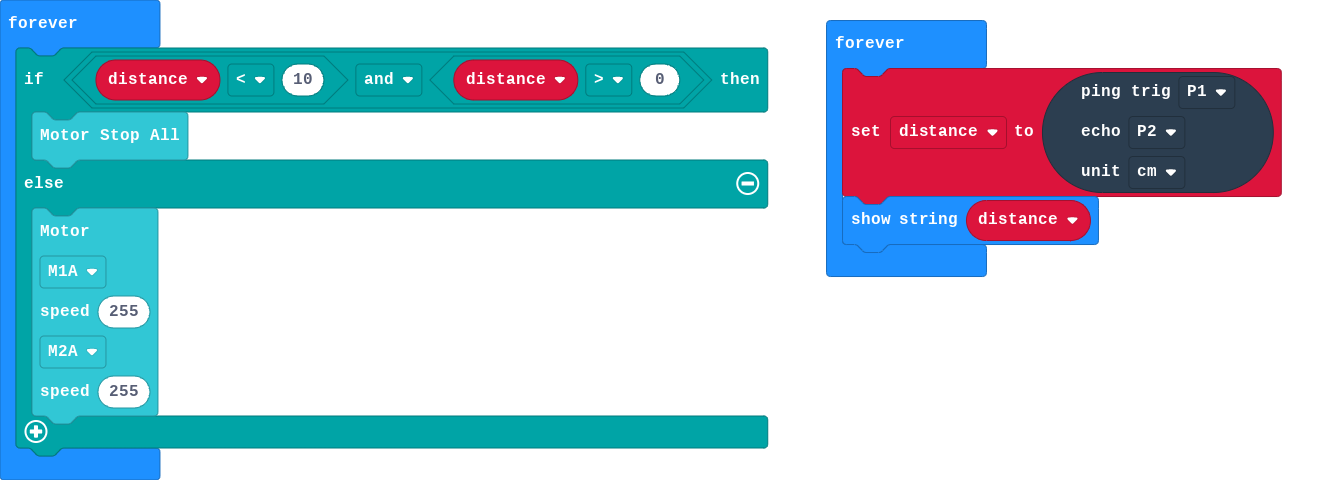 forever
if distance < 10 and distance > 0 then
Motor Stop All
else
Motor
M1A
speed 255
M2A
speed 255
forever
set distance to ping trig P1
echo P2
unit cm
show string distance